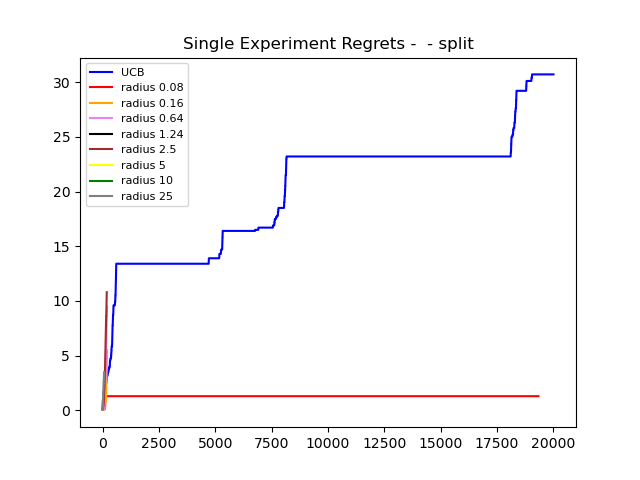 Single Experiment Regrets -  - split
UCB
radius 0.08
radius 0.16
radius 0.64
radius 1.24
radius 2.5
radius 5
radius 10
radius 25
30
25
20
15
10
5
0
0 2500 5000 7500 10000 12500 15000 17500 20000